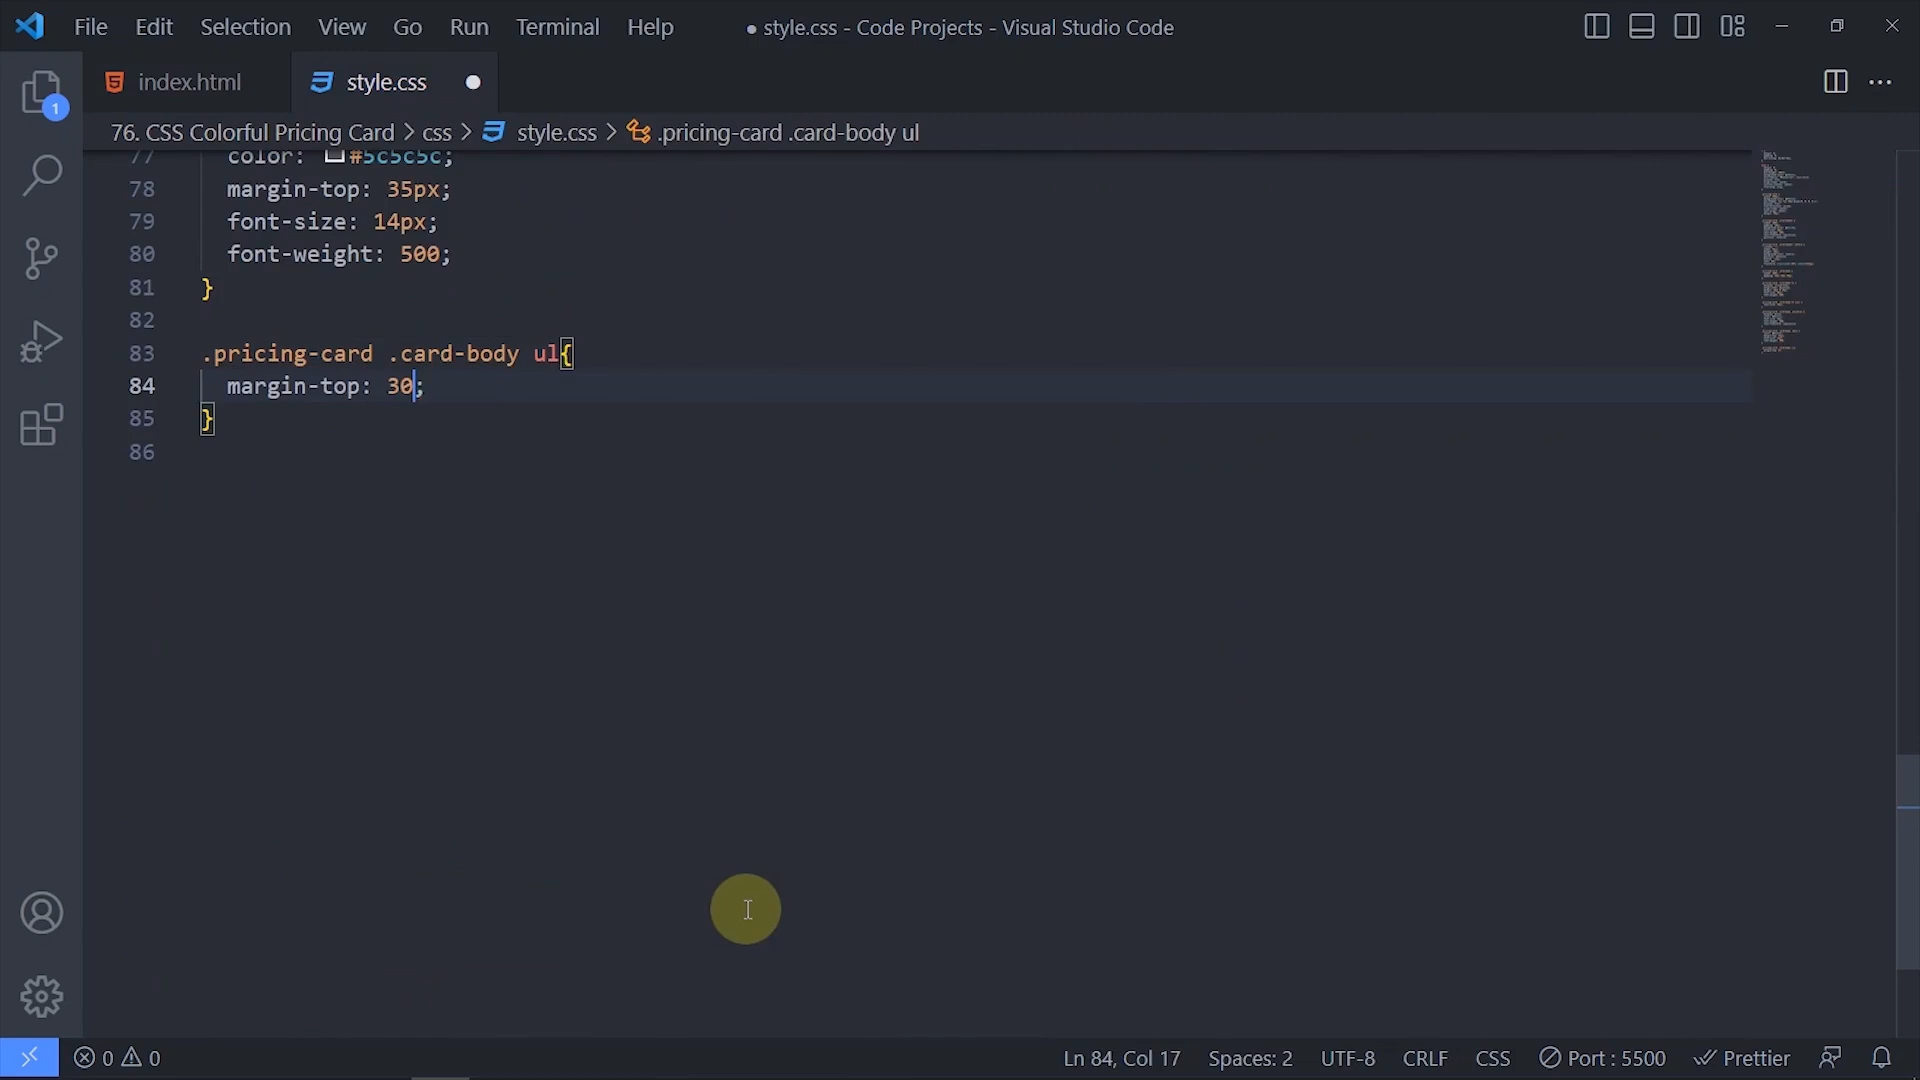 File Edit Selection View Go Run Terminal Help ● style.css - Code Projects - Visual Studio Code
index.html style.css ●
1
76. CSS Colorful Pricing Card > css > style.css > .pricing-card .card-body ul
77 color: #5c5c5c;
78 margin-top: 35px;
79 font-size: 14px;
80 font-weight: 500;
81 }
82
83 .pricing-card .card-body ul{
84 margin-top: 30;
85 }
86
0 0 Ln 84, Col 17 Spaces: 2 UTF-8 CRLF CSS Port : 5500 Prettier